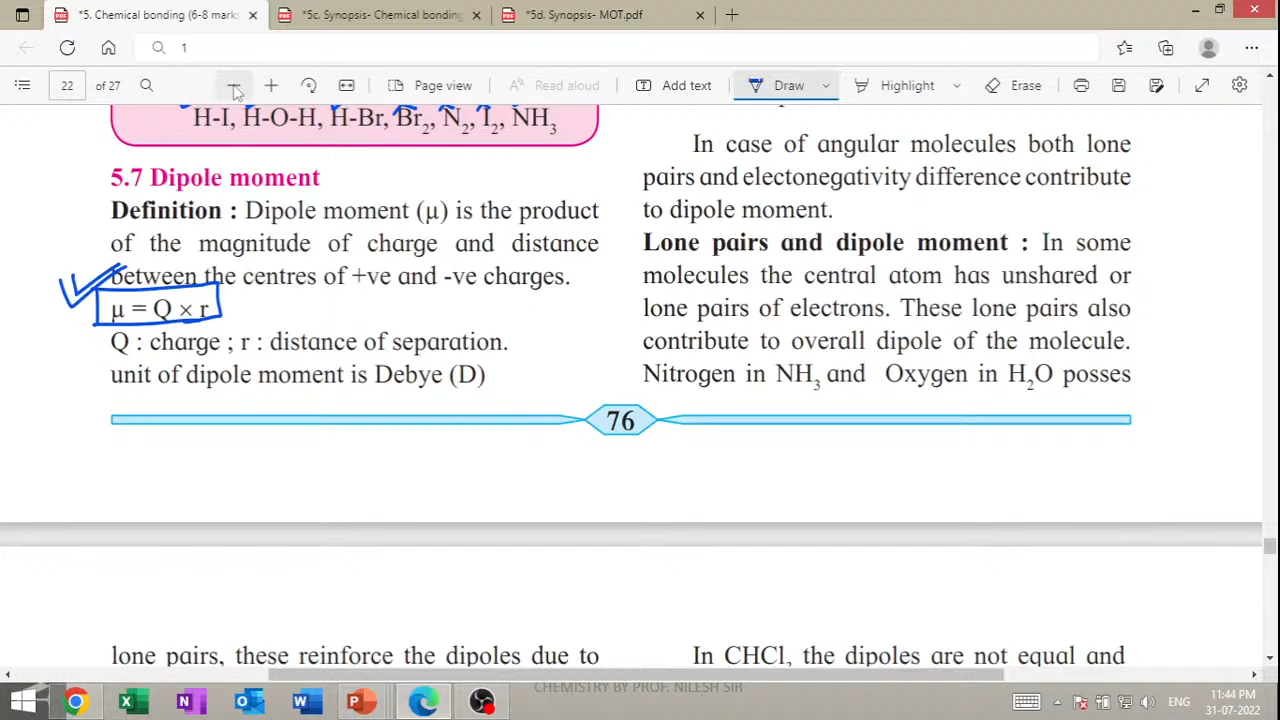 *5. Chemical bonding (6-8 marks
*5c. Synopsis- Chemical bonding
*5d. Synopsis- MOT.pdf
1
22 of 27
Page view
Read aloud
Add text
Draw
Highlight
Erase
H-I, H-O-H, H-Br, Br2, N2, I2, NH3
5.7 Dipole moment
Definition : Dipole moment (μ) is the product
of the magnitude of charge and distance
between the centres of +ve and -ve charges.
μ = Q × r
Q : charge ; r : distance of separation.
unit of dipole moment is Debye (D)
In case of angular molecules both lone
pairs and electonegativity difference contribute
to dipole moment.
Lone pairs and dipole moment : In some
molecules the central atom has unshared or
lone pairs of electrons. These lone pairs also
contribute to overall dipole of the molecule.
Nitrogen in NH3 and Oxygen in H2O posses
76
lone pairs, these reinforce the dipoles due to
In CHCl, the dipoles are not equal and
CHEMISTRY BY PROF. NILESH SIR
ENG
11:44 PM
31-07-2022